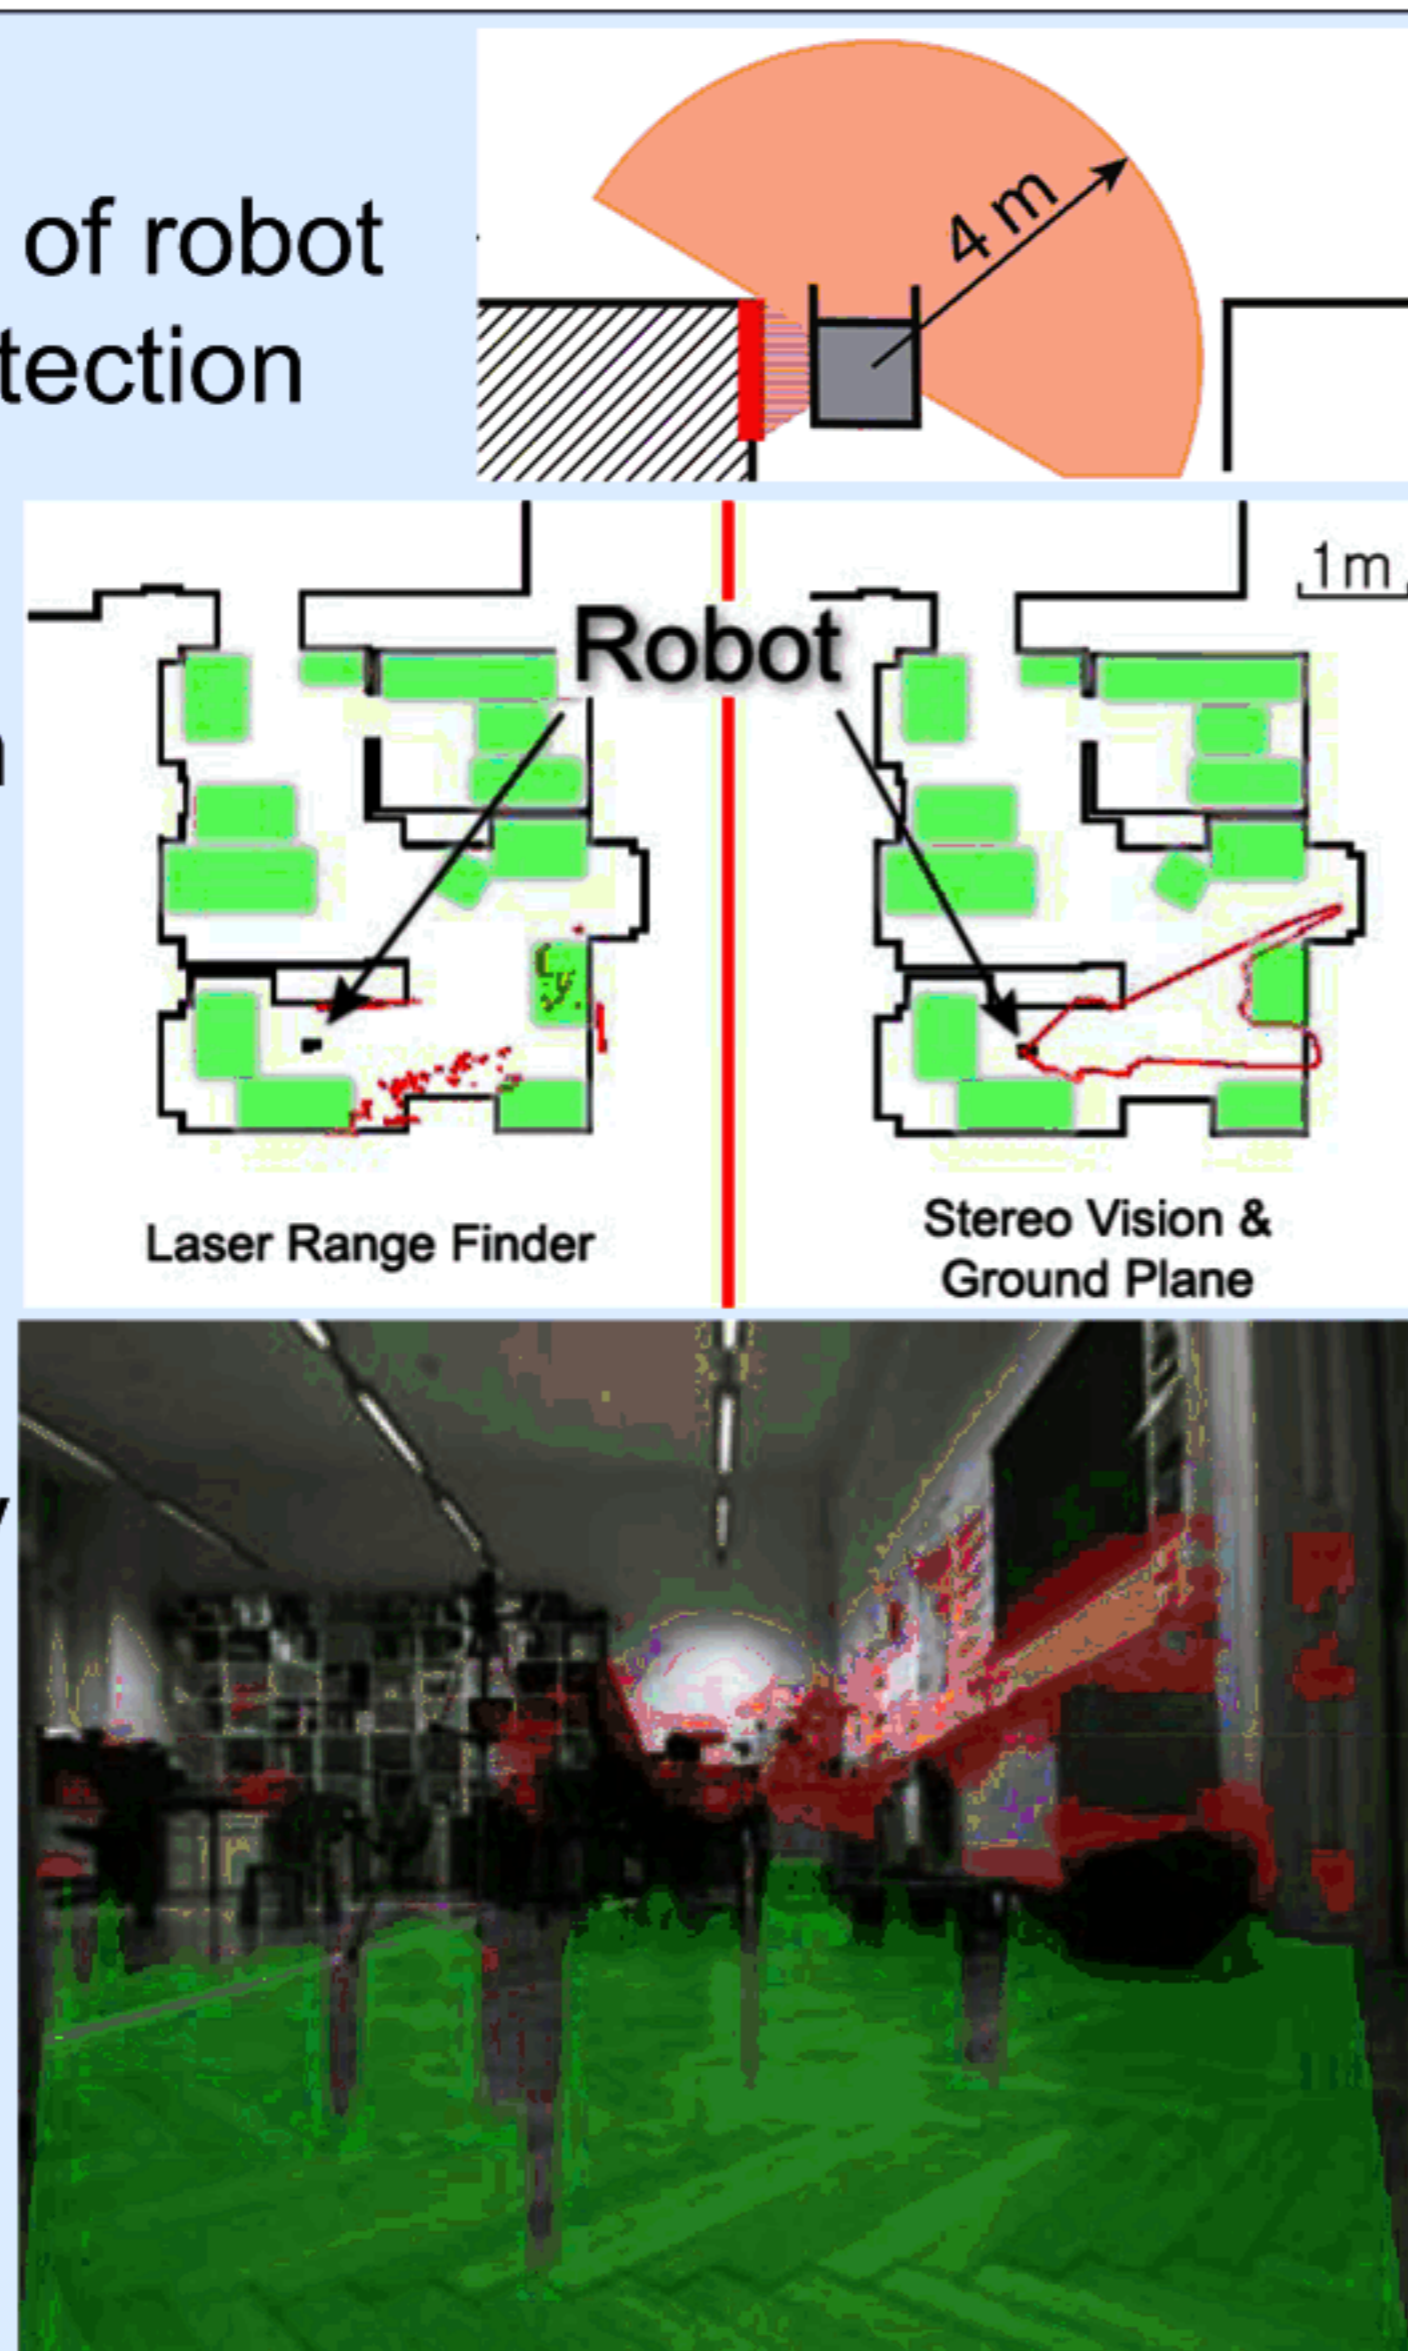 of robot
tection
4 m
1m
Robot
Laser Range Finder
Stereo Vision &
Ground Plane